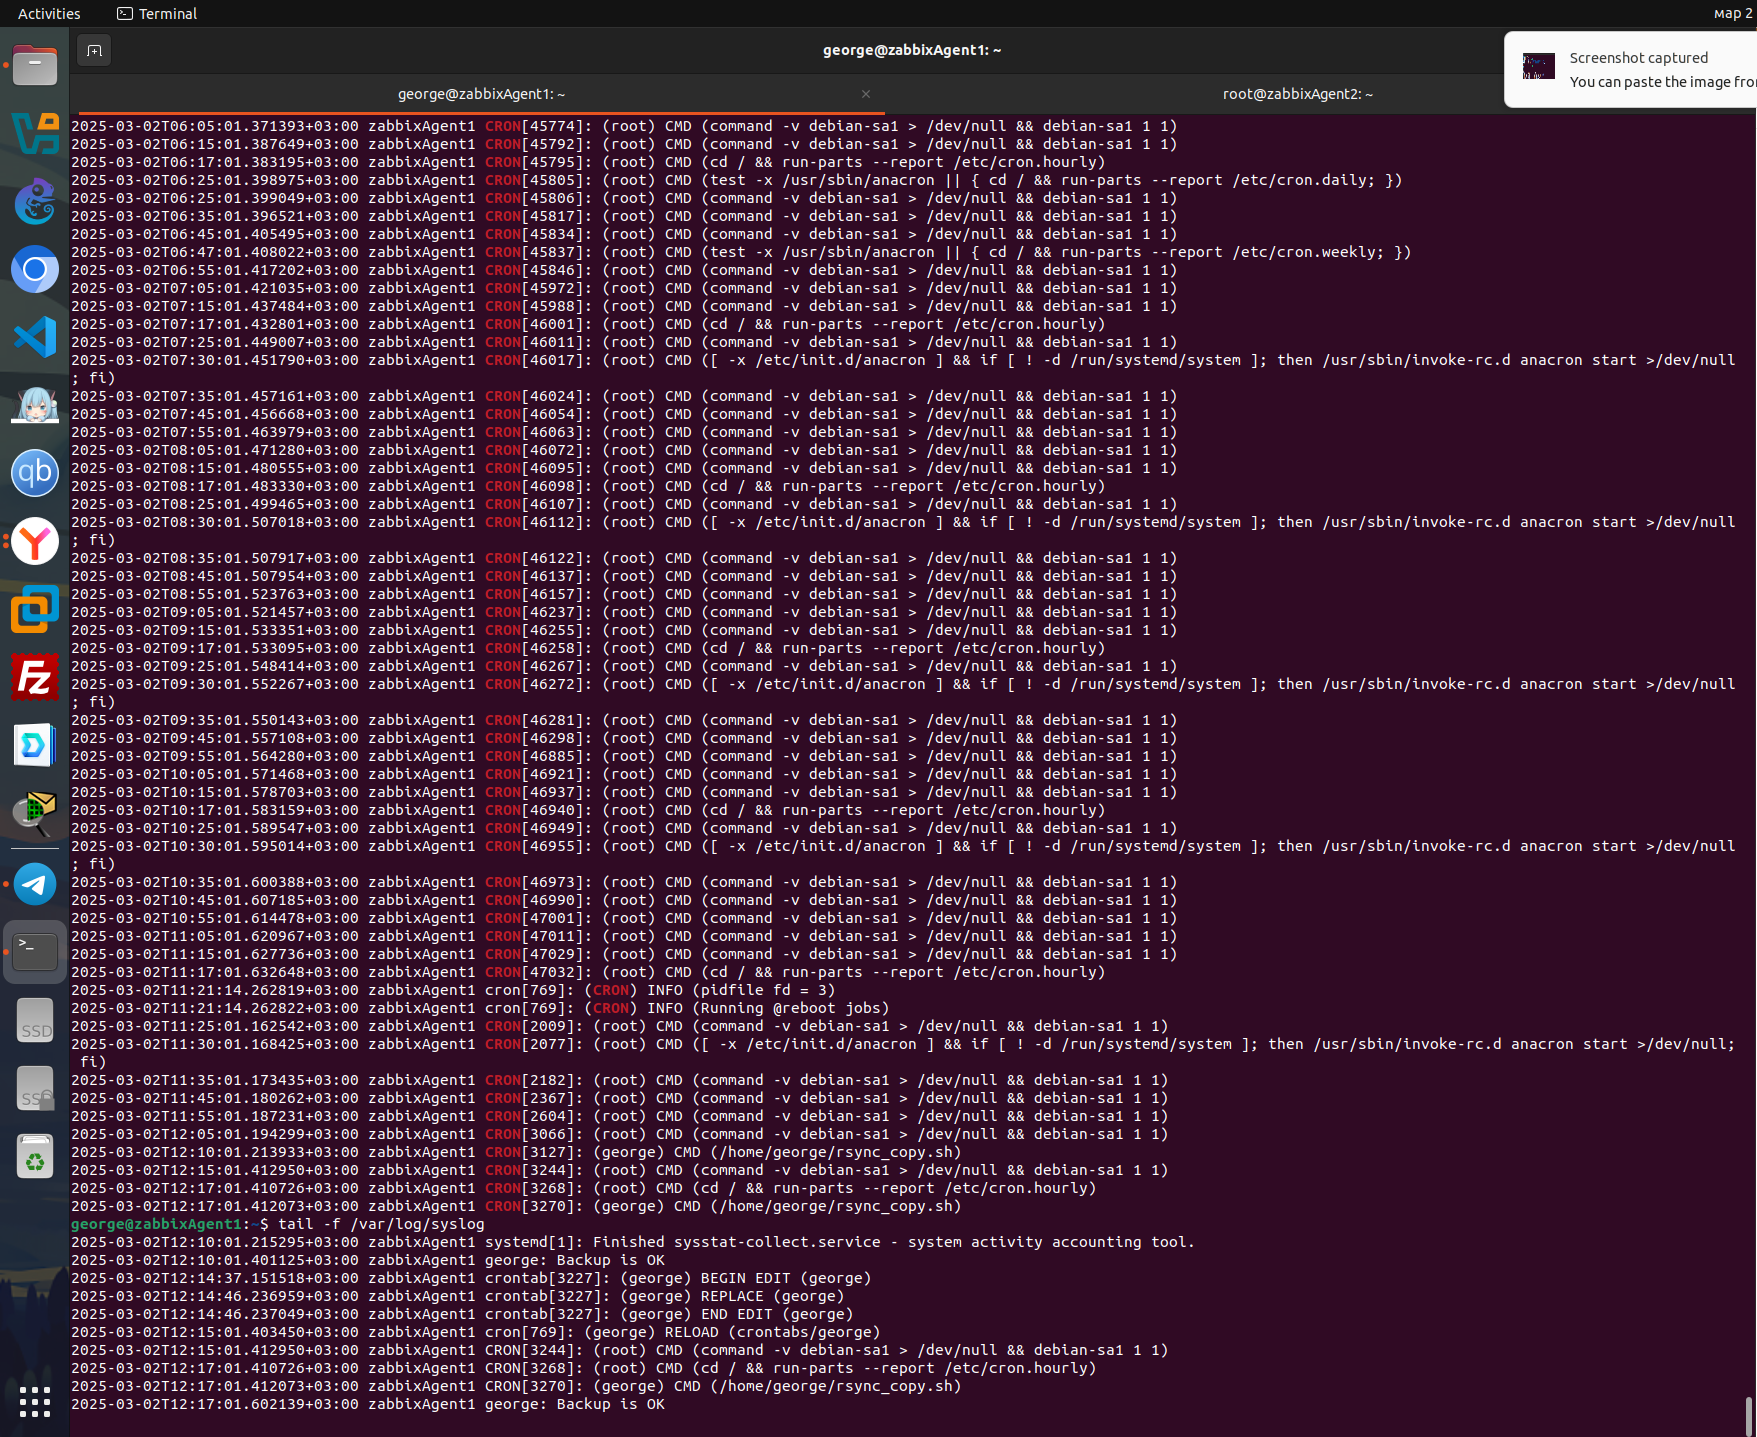 Activities
Terminal
мар 2
george@zabbixAgent1: ~
Screenshot captured
You can paste the image fro
george@zabbixAgent1: ~
×
root@zabbixAgent2: ~
2025-03-02T06:05:01.371393+03:00 zabbixAgent1 CRON[45774]: (root) CMD (command -v debian-sa1 > /dev/null && debian-sa1 1 1)
2025-03-02T06:15:01.387649+03:00 zabbixAgent1 CRON[45792]: (root) CMD (command -v debian-sa1 > /dev/null && debian-sa1 1 1)
2025-03-02T06:17:01.383195+03:00 zabbixAgent1 CRON[45795]: (root) CMD (cd / && run-parts --report /etc/cron.hourly)
2025-03-02T06:25:01.398975+03:00 zabbixAgent1 CRON[45805]: (root) CMD (test -x /usr/sbin/anacron || { cd / && run-parts --report /etc/cron.daily; })
2025-03-02T06:25:01.399049+03:00 zabbixAgent1 CRON[45806]: (root) CMD (command -v debian-sa1 > /dev/null && debian-sa1 1 1)
2025-03-02T06:35:01.396521+03:00 zabbixAgent1 CRON[45817]: (root) CMD (command -v debian-sa1 > /dev/null && debian-sa1 1 1)
2025-03-02T06:45:01.405495+03:00 zabbixAgent1 CRON[45834]: (root) CMD (command -v debian-sa1 > /dev/null && debian-sa1 1 1)
2025-03-02T06:47:01.408022+03:00 zabbixAgent1 CRON[45837]: (root) CMD (test -x /usr/sbin/anacron || { cd / && run-parts --report /etc/cron.weekly; })
2025-03-02T06:55:01.417202+03:00 zabbixAgent1 CRON[45846]: (root) CMD (command -v debian-sa1 > /dev/null && debian-sa1 1 1)
2025-03-02T07:05:01.421035+03:00 zabbixAgent1 CRON[45972]: (root) CMD (command -v debian-sa1 > /dev/null && debian-sa1 1 1)
2025-03-02T07:15:01.437484+03:00 zabbixAgent1 CRON[45988]: (root) CMD (command -v debian-sa1 > /dev/null && debian-sa1 1 1)
2025-03-02T07:17:01.432801+03:00 zabbixAgent1 CRON[46001]: (root) CMD (cd / && run-parts --report /etc/cron.hourly)
2025-03-02T07:25:01.449007+03:00 zabbixAgent1 CRON[46011]: (root) CMD (command -v debian-sa1 > /dev/null && debian-sa1 1 1)
2025-03-02T07:30:01.451790+03:00 zabbixAgent1 CRON[46017]: (root) CMD ([ -x /etc/init.d/anacron ] && if [ ! -d /run/systemd/system ]; then /usr/sbin/invoke-rc.d anacron start >/dev/null
; fi)
2025-03-02T07:35:01.457161+03:00 zabbixAgent1 CRON[46024]: (root) CMD (command -v debian-sa1 > /dev/null && debian-sa1 1 1)
2025-03-02T07:45:01.456668+03:00 zabbixAgent1 CRON[46054]: (root) CMD (command -v debian-sa1 > /dev/null && debian-sa1 1 1)
2025-03-02T07:55:01.463979+03:00 zabbixAgent1 CRON[46063]: (root) CMD (command -v debian-sa1 > /dev/null && debian-sa1 1 1)
2025-03-02T08:05:01.471280+03:00 zabbixAgent1 CRON[46072]: (root) CMD (command -v debian-sa1 > /dev/null && debian-sa1 1 1)
2025-03-02T08:15:01.480555+03:00 zabbixAgent1 CRON[46095]: (root) CMD (command -v debian-sa1 > /dev/null && debian-sa1 1 1)
2025-03-02T08:17:01.483330+03:00 zabbixAgent1 CRON[46098]: (root) CMD (cd / && run-parts --report /etc/cron.hourly)
2025-03-02T08:25:01.499465+03:00 zabbixAgent1 CRON[46107]: (root) CMD (command -v debian-sa1 > /dev/null && debian-sa1 1 1)
2025-03-02T08:30:01.507018+03:00 zabbixAgent1 CRON[46112]: (root) CMD ([ -x /etc/init.d/anacron ] && if [ ! -d /run/systemd/system ]; then /usr/sbin/invoke-rc.d anacron start >/dev/null
; fi)
2025-03-02T08:35:01.507917+03:00 zabbixAgent1 CRON[46122]: (root) CMD (command -v debian-sa1 > /dev/null && debian-sa1 1 1)
2025-03-02T08:45:01.507954+03:00 zabbixAgent1 CRON[46137]: (root) CMD (command -v debian-sa1 > /dev/null && debian-sa1 1 1)
2025-03-02T08:55:01.523763+03:00 zabbixAgent1 CRON[46157]: (root) CMD (command -v debian-sa1 > /dev/null && debian-sa1 1 1)
2025-03-02T09:05:01.521457+03:00 zabbixAgent1 CRON[46237]: (root) CMD (command -v debian-sa1 > /dev/null && debian-sa1 1 1)
2025-03-02T09:15:01.533351+03:00 zabbixAgent1 CRON[46255]: (root) CMD (command -v debian-sa1 > /dev/null && debian-sa1 1 1)
2025-03-02T09:17:01.533095+03:00 zabbixAgent1 CRON[46258]: (root) CMD (cd / && run-parts --report /etc/cron.hourly)
2025-03-02T09:25:01.548414+03:00 zabbixAgent1 CRON[46267]: (root) CMD (command -v debian-sa1 > /dev/null && debian-sa1 1 1)
2025-03-02T09:30:01.552267+03:00 zabbixAgent1 CRON[46272]: (root) CMD ([ -x /etc/init.d/anacron ] && if [ ! -d /run/systemd/system ]; then /usr/sbin/invoke-rc.d anacron start >/dev/null
; fi)
2025-03-02T09:35:01.550143+03:00 zabbixAgent1 CRON[46281]: (root) CMD (command -v debian-sa1 > /dev/null && debian-sa1 1 1)
2025-03-02T09:45:01.557108+03:00 zabbixAgent1 CRON[46298]: (root) CMD (command -v debian-sa1 > /dev/null && debian-sa1 1 1)
2025-03-02T09:55:01.564280+03:00 zabbixAgent1 CRON[46885]: (root) CMD (command -v debian-sa1 > /dev/null && debian-sa1 1 1)
2025-03-02T10:05:01.571468+03:00 zabbixAgent1 CRON[46921]: (root) CMD (command -v debian-sa1 > /dev/null && debian-sa1 1 1)
2025-03-02T10:15:01.578703+03:00 zabbixAgent1 CRON[46937]: (root) CMD (command -v debian-sa1 > /dev/null && debian-sa1 1 1)
2025-03-02T10:17:01.583159+03:00 zabbixAgent1 CRON[46940]: (root) CMD (cd / && run-parts --report /etc/cron.hourly)
2025-03-02T10:25:01.589547+03:00 zabbixAgent1 CRON[46949]: (root) CMD (command -v debian-sa1 > /dev/null && debian-sa1 1 1)
2025-03-02T10:30:01.595014+03:00 zabbixAgent1 CRON[46955]: (root) CMD ([ -x /etc/init.d/anacron ] && if [ ! -d /run/systemd/system ]; then /usr/sbin/invoke-rc.d anacron start >/dev/null
; fi)
2025-03-02T10:35:01.600388+03:00 zabbixAgent1 CRON[46973]: (root) CMD (command -v debian-sa1 > /dev/null && debian-sa1 1 1)
2025-03-02T10:45:01.607185+03:00 zabbixAgent1 CRON[46990]: (root) CMD (command -v debian-sa1 > /dev/null && debian-sa1 1 1)
2025-03-02T10:55:01.614478+03:00 zabbixAgent1 CRON[47001]: (root) CMD (command -v debian-sa1 > /dev/null && debian-sa1 1 1)
2025-03-02T11:05:01.620967+03:00 zabbixAgent1 CRON[47011]: (root) CMD (command -v debian-sa1 > /dev/null && debian-sa1 1 1)
2025-03-02T11:15:01.627736+03:00 zabbixAgent1 CRON[47029]: (root) CMD (command -v debian-sa1 > /dev/null && debian-sa1 1 1)
2025-03-02T11:17:01.632648+03:00 zabbixAgent1 CRON[47032]: (root) CMD (cd / && run-parts --report /etc/cron.hourly)
2025-03-02T11:21:14.262819+03:00 zabbixAgent1 cron[769]: (CRON) INFO (pidfile fd = 3)
2025-03-02T11:21:14.262822+03:00 zabbixAgent1 cron[769]: (CRON) INFO (Running @reboot jobs)
2025-03-02T11:25:01.162542+03:00 zabbixAgent1 CRON[2009]: (root) CMD (command -v debian-sa1 > /dev/null && debian-sa1 1 1)
2025-03-02T11:30:01.168425+03:00 zabbixAgent1 CRON[2077]: (root) CMD ([ -x /etc/init.d/anacron ] && if [ ! -d /run/systemd/system ]; then /usr/sbin/invoke-rc.d anacron start >/dev/null;
fi)
2025-03-02T11:35:01.173435+03:00 zabbixAgent1 CRON[2182]: (root) CMD (command -v debian-sa1 > /dev/null && debian-sa1 1 1)
2025-03-02T11:45:01.180262+03:00 zabbixAgent1 CRON[2367]: (root) CMD (command -v debian-sa1 > /dev/null && debian-sa1 1 1)
2025-03-02T11:55:01.187231+03:00 zabbixAgent1 CRON[2604]: (root) CMD (command -v debian-sa1 > /dev/null && debian-sa1 1 1)
2025-03-02T12:05:01.194299+03:00 zabbixAgent1 CRON[3066]: (root) CMD (command -v debian-sa1 > /dev/null && debian-sa1 1 1)
2025-03-02T12:10:01.213933+03:00 zabbixAgent1 CRON[3127]: (george) CMD (/home/george/rsync_copy.sh)
2025-03-02T12:15:01.412950+03:00 zabbixAgent1 CRON[3244]: (root) CMD (command -v debian-sa1 > /dev/null && debian-sa1 1 1)
2025-03-02T12:17:01.410726+03:00 zabbixAgent1 CRON[3268]: (root) CMD (cd / && run-parts --report /etc/cron.hourly)
2025-03-02T12:17:01.412073+03:00 zabbixAgent1 CRON[3270]: (george) CMD (/home/george/rsync_copy.sh)
george@zabbixAgent1:~$ tail -f /var/log/syslog
2025-03-02T12:10:01.215295+03:00 zabbixAgent1 systemd[1]: Finished sysstat-collect.service - system activity accounting tool.
2025-03-02T12:10:01.401125+03:00 zabbixAgent1 george: Backup is OK
2025-03-02T12:14:37.151518+03:00 zabbixAgent1 crontab[3227]: (george) BEGIN EDIT (george)
2025-03-02T12:14:46.236959+03:00 zabbixAgent1 crontab[3227]: (george) REPLACE (george)
2025-03-02T12:14:46.237049+03:00 zabbixAgent1 crontab[3227]: (george) END EDIT (george)
2025-03-02T12:15:01.403450+03:00 zabbixAgent1 cron[769]: (george) RELOAD (crontabs/george)
2025-03-02T12:15:01.412950+03:00 zabbixAgent1 CRON[3244]: (root) CMD (command -v debian-sa1 > /dev/null && debian-sa1 1 1)
2025-03-02T12:17:01.410726+03:00 zabbixAgent1 CRON[3268]: (root) CMD (cd / && run-parts --report /etc/cron.hourly)
2025-03-02T12:17:01.412073+03:00 zabbixAgent1 CRON[3270]: (george) CMD (/home/george/rsync_copy.sh)
2025-03-02T12:17:01.602139+03:00 zabbixAgent1 george: Backup is OK
qb
Y
Fz
>_
SSD
SSD